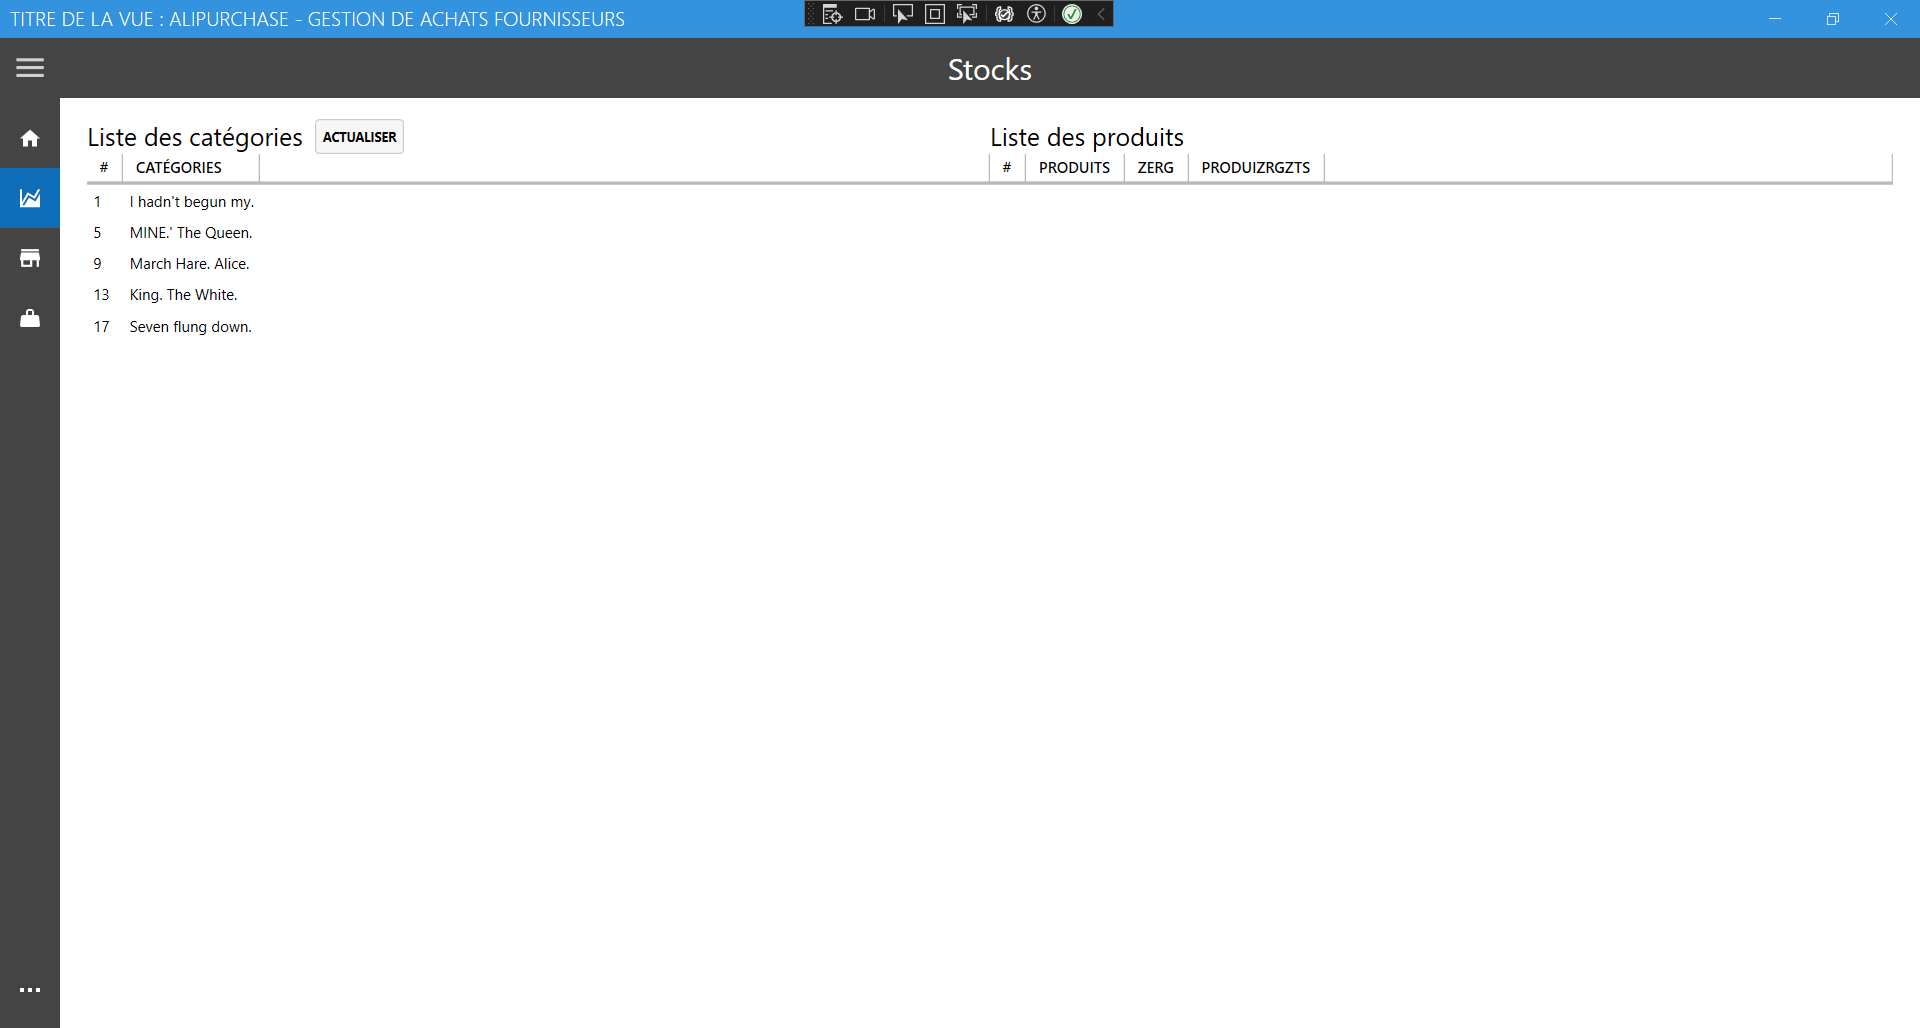 TITRE DE LA VUE : ALIPURCHASE - GESTION DE ACHATS FOURNISSEURS
Stocks
Liste des catégories ACTUALISER
# CATÉGORIES
1 I hadn't begun my.
5 MINE.' The Queen.
9 March Hare. Alice.
13 King. The White.
17 Seven flung down.
Liste des produits
# PRODUITS ZERG PRODUIZRGZTS